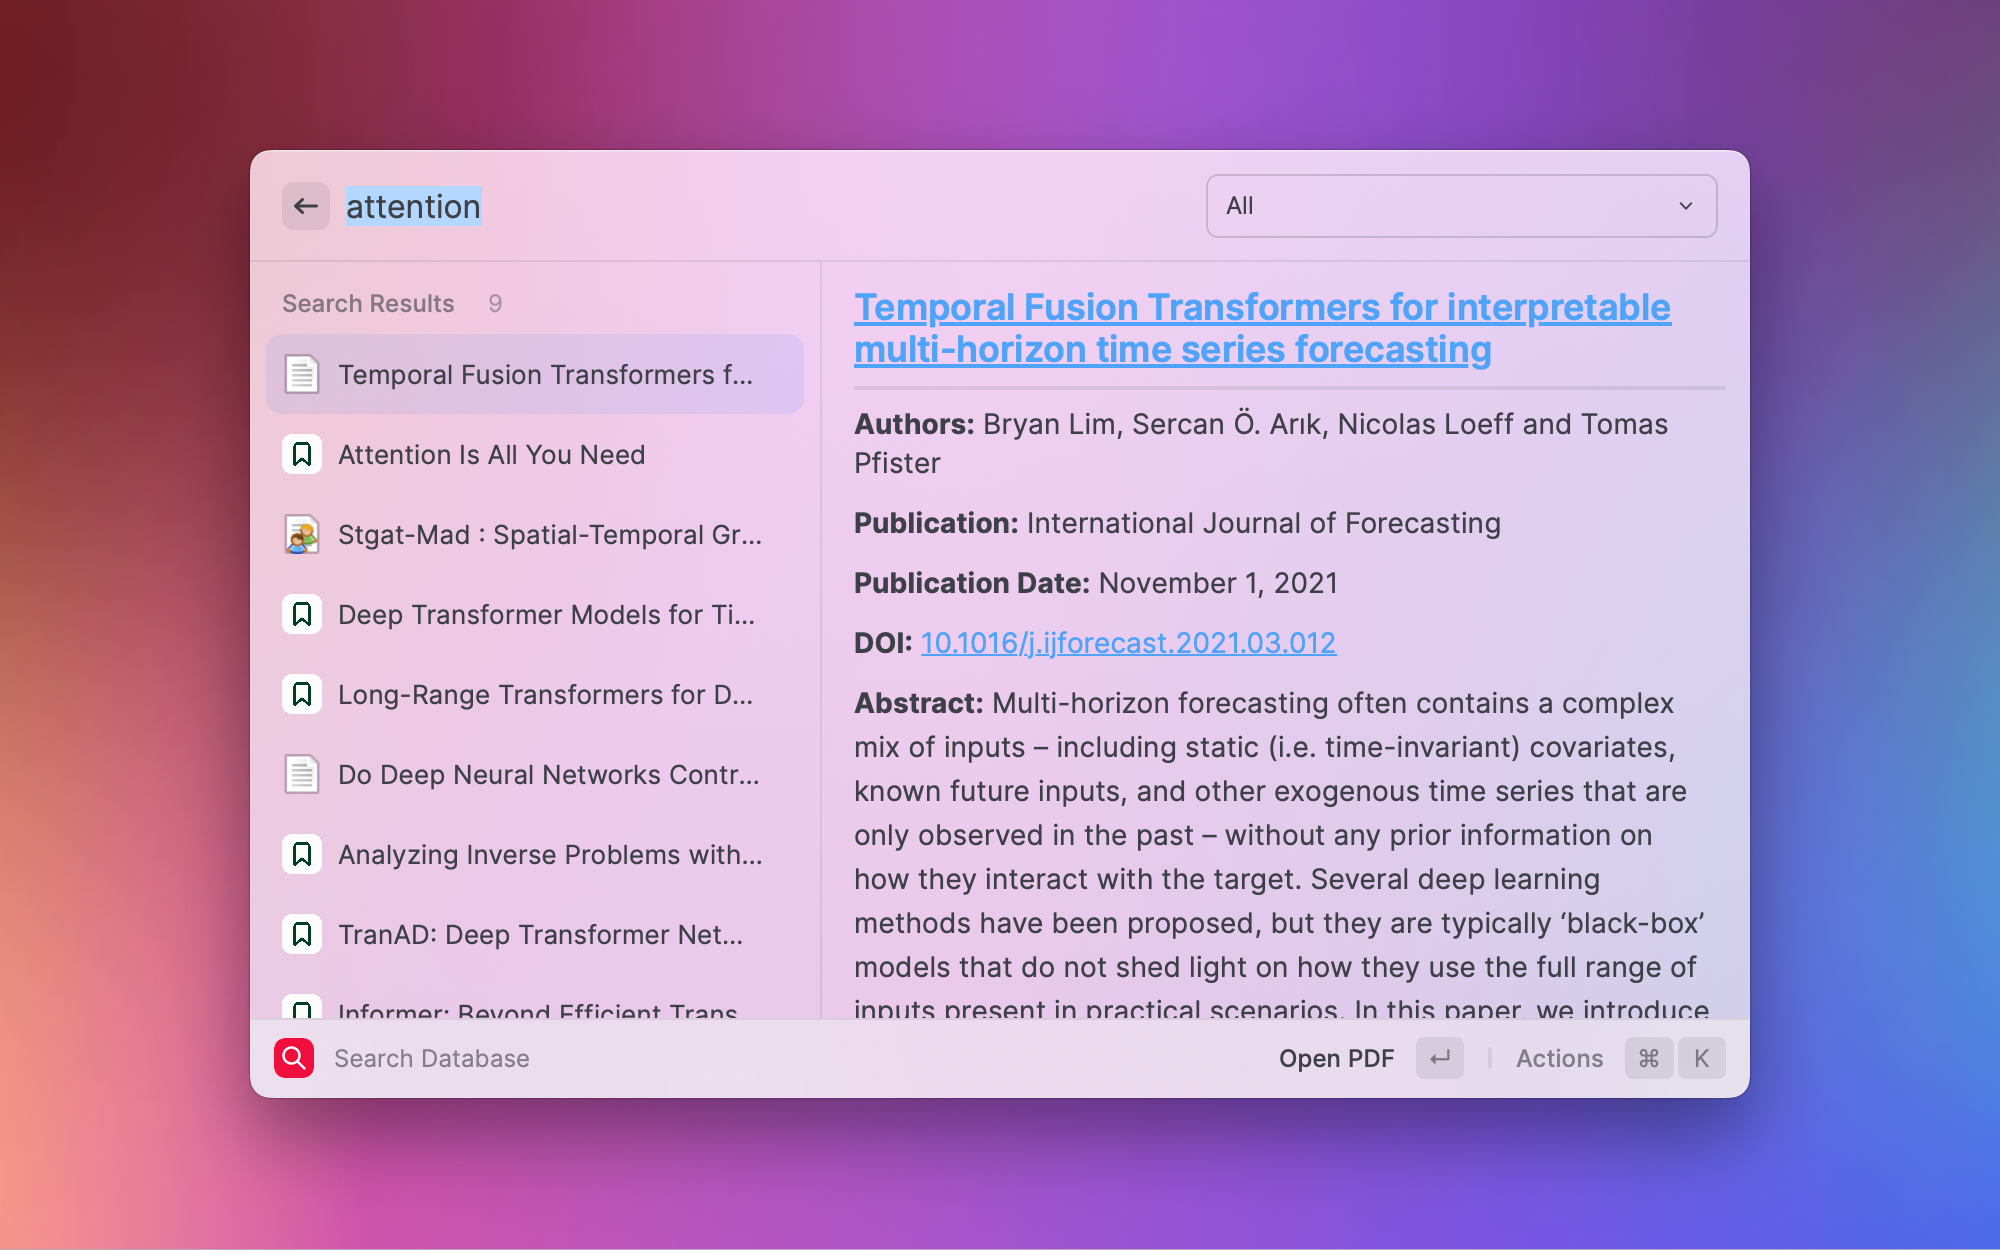 attention
All
Search Results 9
Temporal Fusion Transformers f...
Attention Is All You Need
Stgat-Mad : Spatial-Temporal Gr...
Deep Transformer Models for Ti...
Long-Range Transformers for D...
Do Deep Neural Networks Contr...
Analyzing Inverse Problems with...
TranAD: Deep Transformer Net...
Informer: Beyond Efficient Trans
Temporal Fusion Transformers for interpretable
multi-horizon time series forecasting
Authors: Bryan Lim, Sercan Ö. Arık, Nicolas Loeff and Tomas
Pfister
Publication: International Journal of Forecasting
Publication Date: November 1, 2021
DOI: 10.1016/j.ijforecast.2021.03.012
Abstract: Multi-horizon forecasting often contains a complex
mix of inputs – including static (i.e. time-invariant) covariates,
known future inputs, and other exogenous time series that are
only observed in the past – without any prior information on
how they interact with the target. Several deep learning
methods have been proposed, but they are typically ‘black-box’
models that do not shed light on how they use the full range of
inputs present in practical scenarios. In this paper, we introduce
Search Database
Open PDF ↵ | Actions ⌘ K